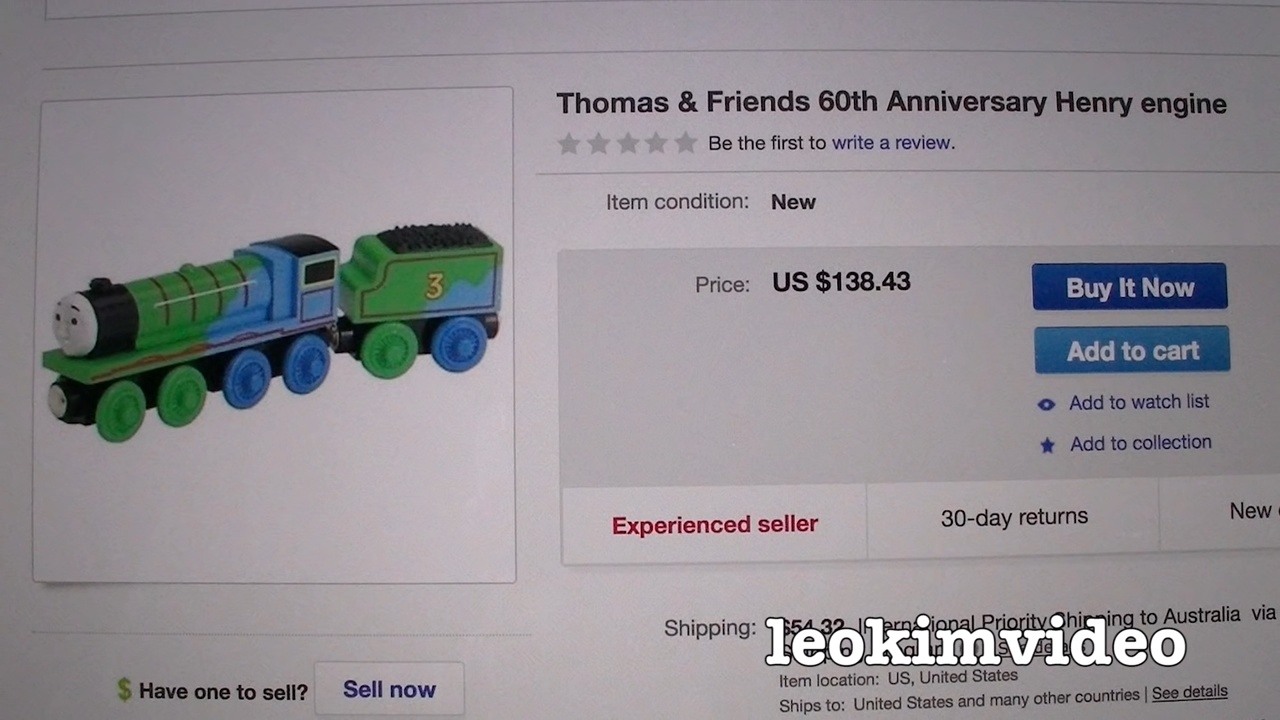 Thomas & Friends 60th Anniversary Henry engine
Be the first to write a review.
Item condition: New
Price: US $138.43
Buy It Now
Add to cart
Add to watch list
Add to collection
3
Experienced seller
30-day returns
New
Shipping: $54.32 International Priority Shipping to Australia via
leokimvideo
Item location: US, United States
Ships to: United States and many other countries | See details
$ Have one to sell? Sell now